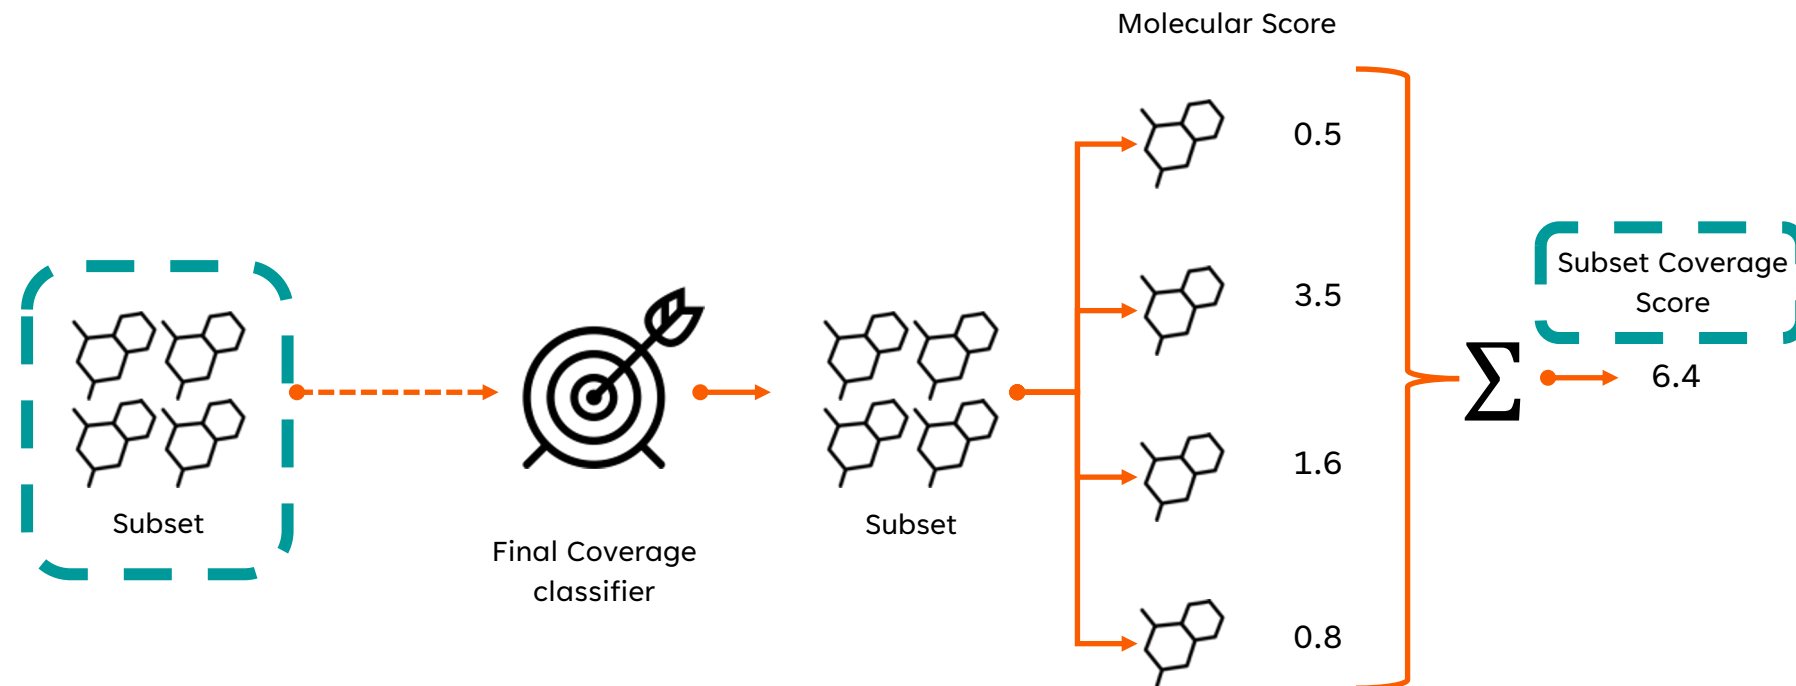 Molecular Score
0.5
3.5
1.6
0.8
Subset
Final Coverage
classifier
Subset
Σ
Subset Coverage
Score
6.4